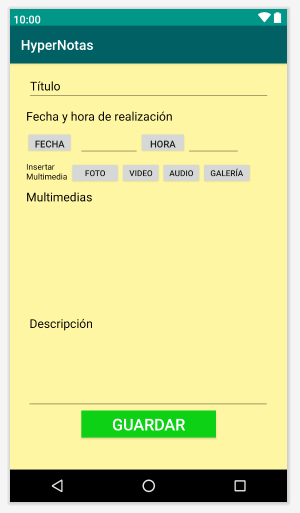 10:00
HyperNotas
Título
Fecha y hora de realización
FECHA HORA
Insertar
Multimedia FOTO VIDEO AUDIO GALERÍA
Multimedias
Descripción
GUARDAR